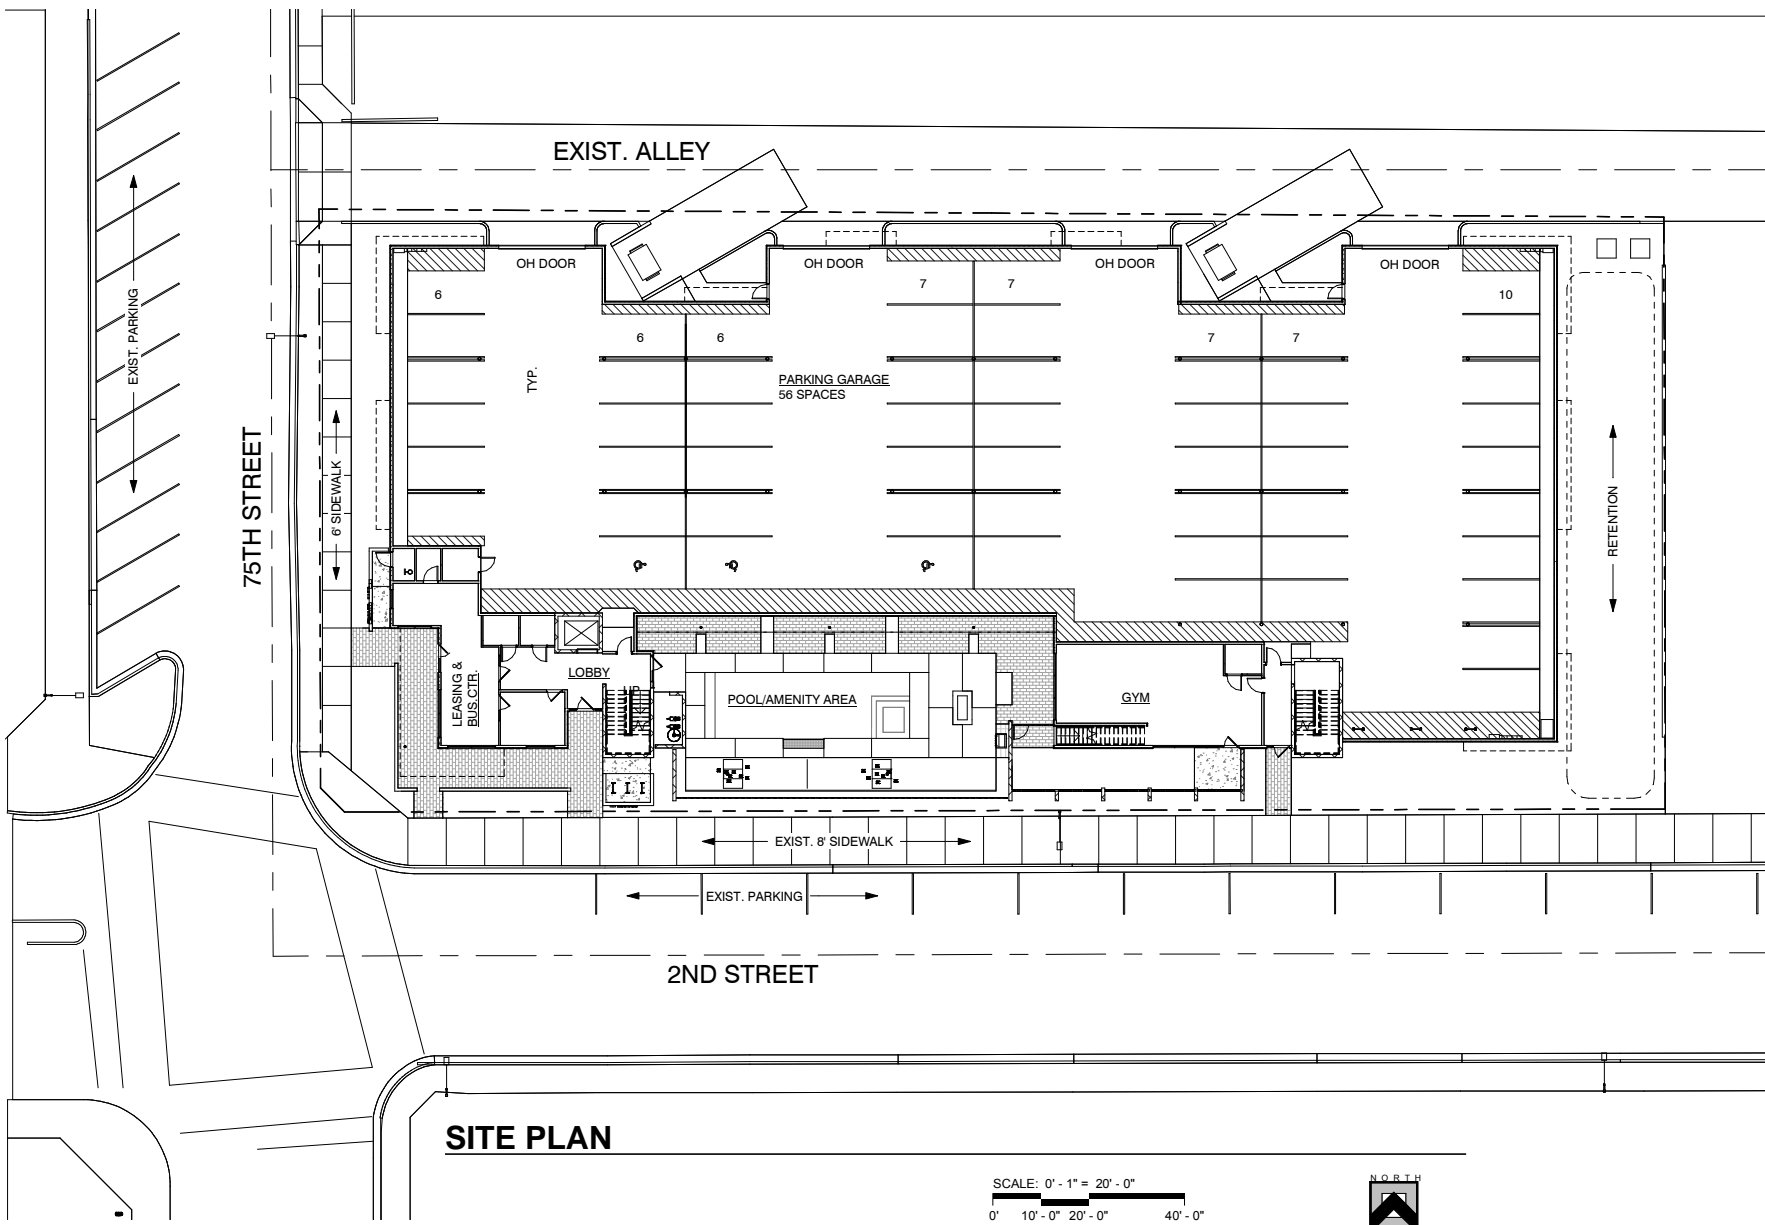 EXIST. ALLEY
OH DOOR
OH DOOR
OH DOOR
OH DOOR
6
7
7
10
6
6
7
7
EXIST. PARKING
TYP.
PARKING GARAGE
56 SPACES
75TH STREET
6' SIDEWALK
RETENTION
LEASING &
BUS.CTR.
LOBBY
UP
POOL/AMENITY AREA
GYM
EXIST. 8' SIDEWALK
EXIST. PARKING
2ND STREET
SITE PLAN
SCALE: 0' - 1" = 20' - 0"
0' 10' - 0" 20' - 0" 40' - 0"
NORTH